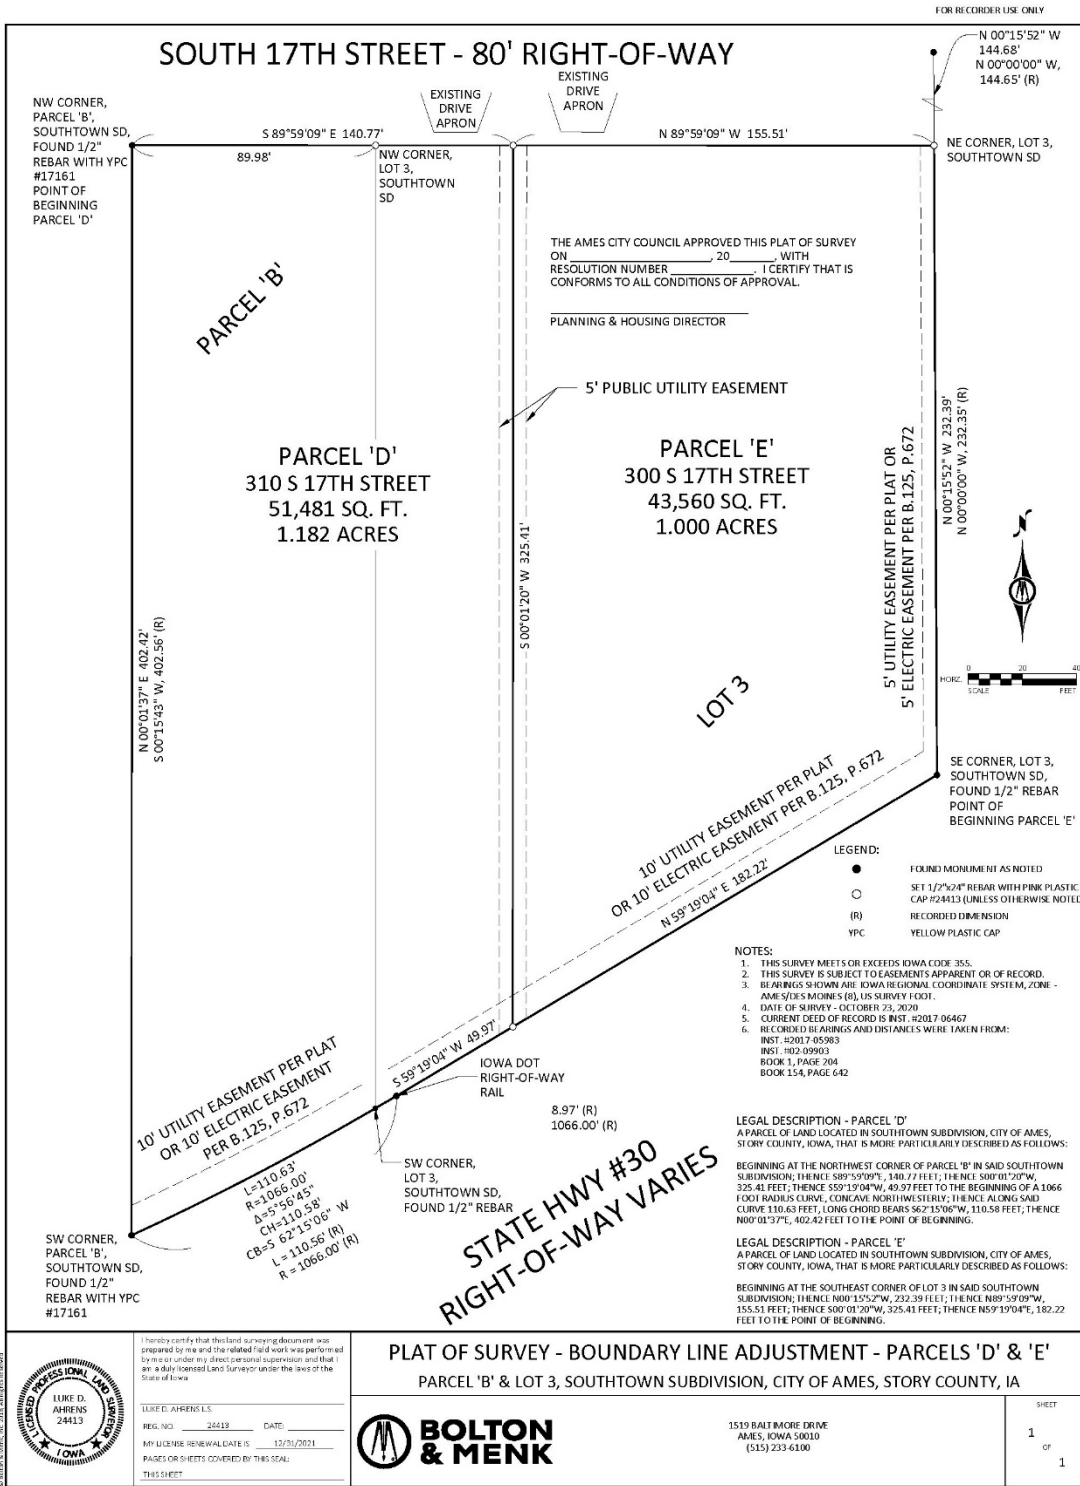 FOR RECORDER USE ONLY
SOUTH 17TH STREET - 80' RIGHT-OF-WAY
N 00°15'52" W
144.68'
N 00°00'00" W,
144.65' (R)
NW CORNER,
PARCEL 'B',
SOUTHTOWN SD,
FOUND 1/2"
REBAR WITH YPC
#17161
POINT OF
BEGINNING
PARCEL 'D'
EXISTING
DRIVE
APRON
EXISTING
DRIVE
APRON
S 89°59'09" E 140.77'
89.98'
NW CORNER,
LOT 3,
SOUTHTOWN
SD
N 89°59'09" W 155.51'
NE CORNER, LOT 3,
SOUTHTOWN SD
THE AMES CITY COUNCIL APPROVED THIS PLAT OF SURVEY
ON ____________________, 20______, WITH
RESOLUTION NUMBER ____________. I CERTIFY THAT IS
CONFORMS TO ALL CONDITIONS OF APPROVAL.
PLANNING & HOUSING DIRECTOR
PARCEL 'B'
5' PUBLIC UTILITY EASEMENT
PARCEL 'D'
310 S 17TH STREET
51,481 SQ. FT.
1.182 ACRES
PARCEL 'E'
300 S 17TH STREET
43,560 SQ. FT.
1.000 ACRES
S 00°01'20" W 325.41'
5' UTILITY EASEMENT PER PLAT OR
5' ELECTRIC EASEMENT PER B.125, P.672
N 00°15'52" W 232.39'
N 00°00'00" W, 232.35' (R)
N
N 00°01'37" E 402.42'
S 00°15'43" W, 402.56' (R)
LOT 3
HORZ.
0 20 40
SCALE FEET
10' UTILITY EASEMENT PER PLAT
OR 10' ELECTRIC EASEMENT PER B.125, P.672
N 59°19'04" E 182.22'
SE CORNER, LOT 3,
SOUTHTOWN SD,
FOUND 1/2" REBAR
POINT OF
BEGINNING PARCEL 'E'
LEGEND:
FOUND MONUMENT AS NOTED
SET 1/2"x24" REBAR WITH PINK PLASTIC
CAP #24413 (UNLESS OTHERWISE NOTED
(R) RECORDED DIMENSION
YPC YELLOW PLASTIC CAP
NOTES:
1. THIS SURVEY MEETS OR EXCEEDS IOWA CODE 355.
2. THIS SURVEY IS SUBJECT TO EASEMENTS APPARENT OR OF RECORD.
3. BEARINGS SHOWN ARE IOWA REGIONAL COORDINATE SYSTEM, ZONE -
AMES/DES MOINES (8), US SURVEY FOOT.
4. DATE OF SURVEY - OCTOBER 23, 2020
5. CURRENT DEED OF RECORD IS INST. #2017-06467
6. RECORDED BEARINGS AND DISTANCES WERE TAKEN FROM:
INST. #2017-05983
INST. #02-09903
BOOK 1, PAGE 204
BOOK 154, PAGE 642
S 59°19'04" W 49.97'
IOWA DOT
RIGHT-OF-WAY
RAIL
8.97' (R)
1066.00' (R)
10' UTILITY EASEMENT PER PLAT
OR 10' ELECTRIC EASEMENT
PER B.125, P.672
L=110.63'
R=1066.00'
Δ=5°56'45"
CH=110.58'
CB=S 62°15'06" W
L = 110.56' (R)
R = 1066.00' (R)
SW CORNER,
LOT 3,
SOUTHTOWN SD,
FOUND 1/2" REBAR
STATE HWY #30
RIGHT-OF-WAY VARIES
SW CORNER,
PARCEL 'B',
SOUTHTOWN SD,
FOUND 1/2"
REBAR WITH YPC
#17161
LEGAL DESCRIPTION - PARCEL 'D'
A PARCEL OF LAND LOCATED IN SOUTHTOWN SUBDIVISION, CITY OF AMES,
STORY COUNTY, IOWA, THAT IS MORE PARTICULARLY DESCRIBED AS FOLLOWS:
BEGINNING AT THE NORTHWEST CORNER OF PARCEL 'B' IN SAID SOUTHTOWN
SUBDIVISION; THENCE S89°59'09"E, 140.77 FEET; THENCE S00°01'20"W,
325.41 FEET; THENCE S59°19'04"W, 49.97 FEET TO THE BEGINNING OF A 1066
FOOT RADIUS CURVE, CONCAVE NORTHWESTERLY; THENCE ALONG SAID
CURVE 110.63 FEET, LONG CHORD BEARS S62°15'06"W, 110.58 FEET; THENCE
N00°01'37"E, 402.42 FEET TO THE POINT OF BEGINNING.
LEGAL DESCRIPTION - PARCEL 'E'
A PARCEL OF LAND LOCATED IN SOUTHTOWN SUBDIVISION, CITY OF AMES,
STORY COUNTY, IOWA, THAT IS MORE PARTICULARLY DESCRIBED AS FOLLOWS:
BEGINNING AT THE SOUTHEAST CORNER OF LOT 3 IN SAID SOUTHTOWN
SUBDIVISION; THENCE N00°15'52"W, 232.39 FEET; THENCE N89°59'09"W,
155.51 FEET; THENCE S00°01'20"W, 325.41 FEET; THENCE N59°19'04"E, 182.22
FEET TO THE POINT OF BEGINNING.
LICENSED PROFESSIONAL LAND SURVEYOR
LUKE D.
AHRENS
24413
IOWA
I hereby certify that this land surveying document was
prepared by me and the related field work was performed
by me or under my direct personal supervision and that I
am a duly licensed Land Surveyor under the laws of the
State of Iowa
LUKE D. AHRENS L.S.
REG. NO. 24413 DATE:
MY LICENSE RENEWAL DATE IS 12/31/2021
PAGES OR SHEETS COVERED BY THIS SEAL:
THIS SHEET
PLAT OF SURVEY - BOUNDARY LINE ADJUSTMENT - PARCELS 'D' & 'E'
PARCEL 'B' & LOT 3, SOUTHTOWN SUBDIVISION, CITY OF AMES, STORY COUNTY, IA
BOLTON
& MENK
1519 BALTIMORE DRIVE
AMES, IOWA 50010
(515) 233-6100
SHEET
1
OF
1